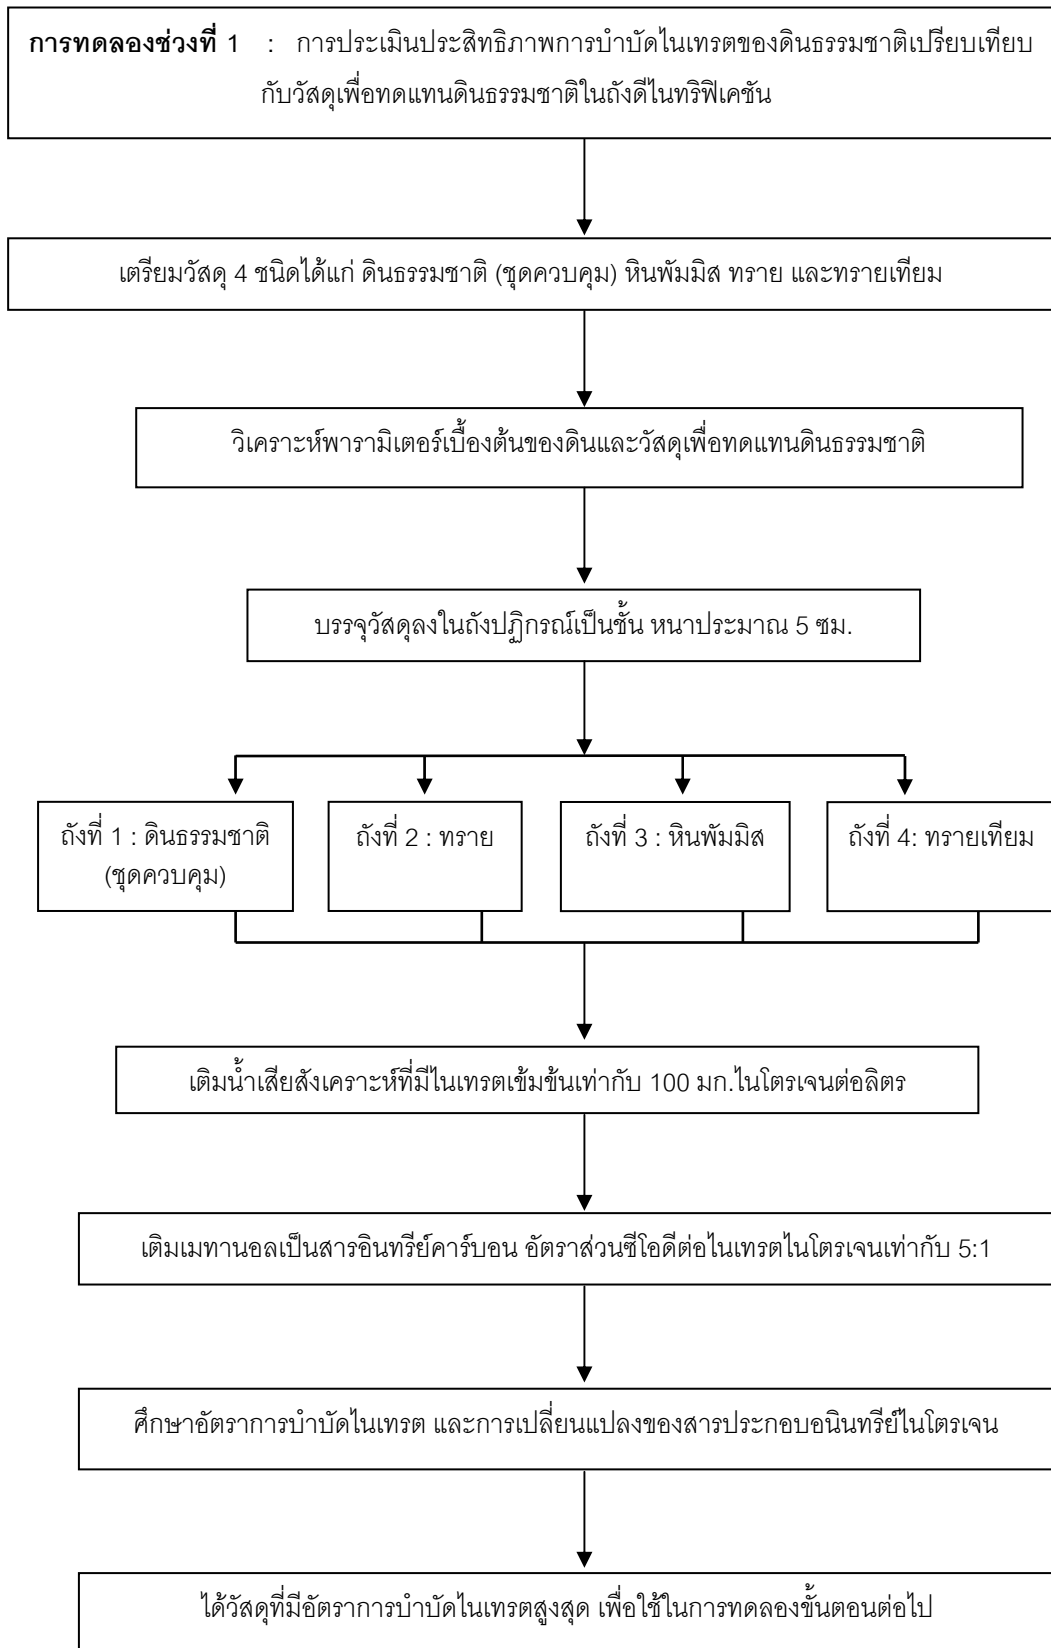 การทดลองช่วงที่ 1 : การประเมินประสิทธิภาพการบำบัดไนเทรตของดินธรรมชาติเปรียบเทียบ
กับวัสดุเพื่อทดแทนดินธรรมชาติในถังดีไนทริฟิเคชัน
เตรียมวัสดุ 4 ชนิดได้แก่ ดินธรรมชาติ (ชุดควบคุม) หินพัมมิส ทราย และทรายเทียม
วิเคราะห์พารามิเตอร์เบื้องต้นของดินและวัสดุเพื่อทดแทนดินธรรมชาติ
บรรจุวัสดุลงในถังปฏิกรณ์เป็นชั้น หนาประมาณ 5 ซม.
ถังที่ 1 : ดินธรรมชาติ
(ชุดควบคุม)
ถังที่ 2 : ทราย
ถังที่ 3 : หินพัมมิส
ถังที่ 4: ทรายเทียม
เติมน้ำเสียสังเคราะห์ที่มีไนเทรตเข้มข้นเท่ากับ 100 มก.ไนโตรเจนต่อลิตร
เติมเมทานอลเป็นสารอินทรีย์คาร์บอน อัตราส่วนซีโอดีต่อไนเทรตไนโตรเจนเท่ากับ 5:1
ศึกษาอัตราการบำบัดไนเทรต และการเปลี่ยนแปลงของสารประกอบอนินทรีย์ไนโตรเจน
ได้วัสดุที่มีอัตราการบำบัดไนเทรตสูงสุด เพื่อใช้ในการทดลองขั้นตอนต่อไป